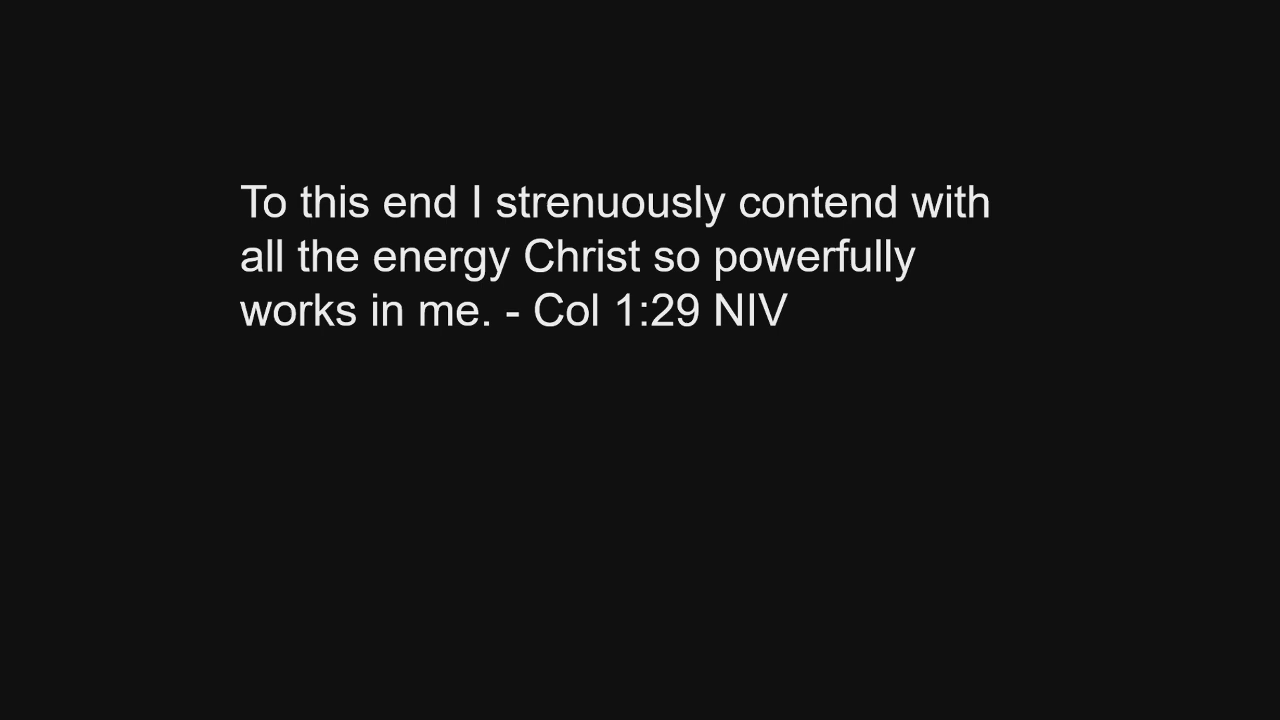 To this end I strenuously contend with
all the energy Christ so powerfully
works in me. - Col 1:29 NIV